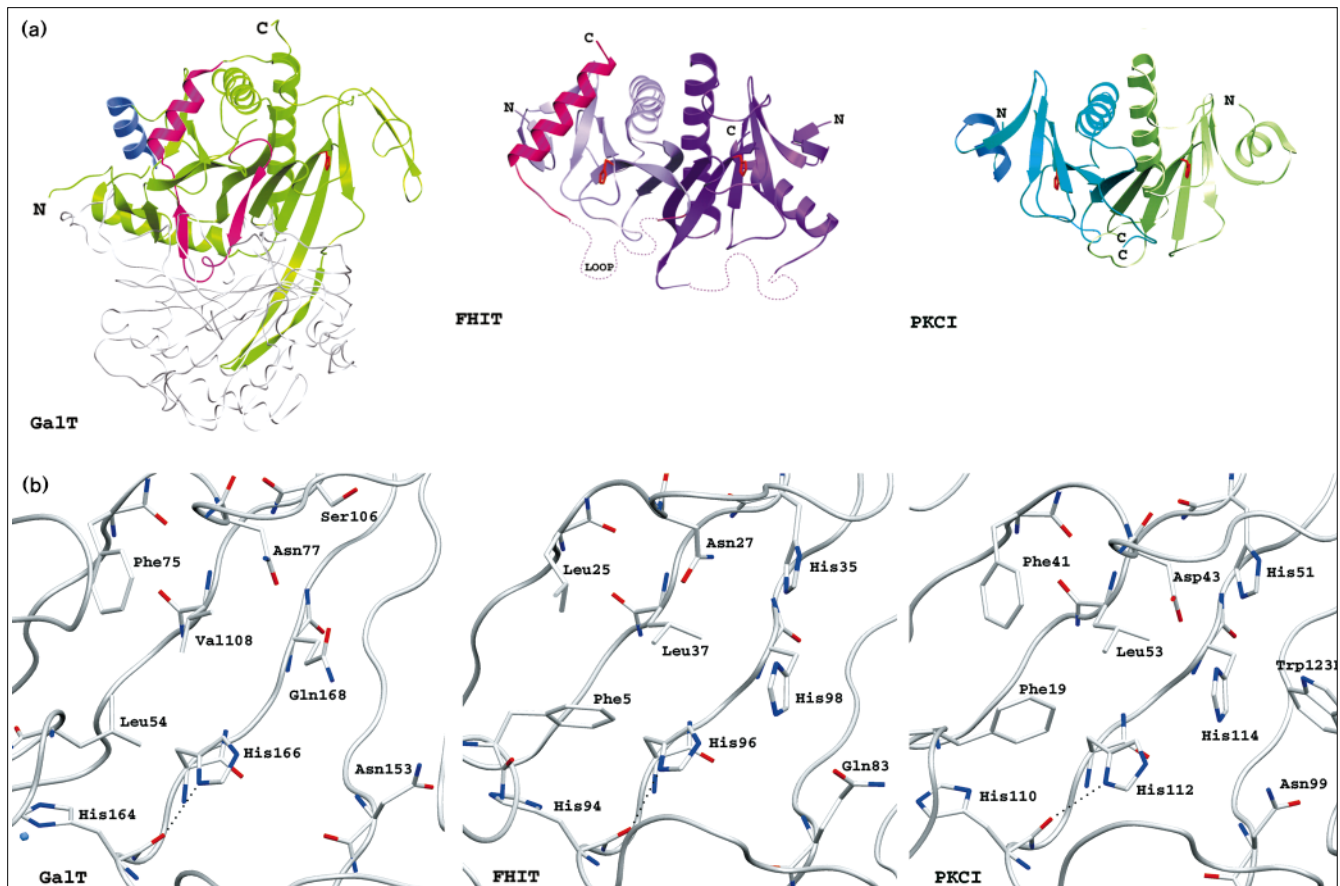 (a)
C
N
GalT
C
N
C
N
LOOP
FHIT
N
N
C
C
PKCI
(b)
Ser106
Asn77
Phe75
Val108
Gln168
Leu54
His166
Asn153
His164
GalT
Asn27
Leu25
His35
Leu37
His98
Phe5
His96
Gln83
His94
FHIT
Phe41
Asp43
His51
Leu53
Trp123
Phe19
His114
His110
His112
Asn99
PKCI